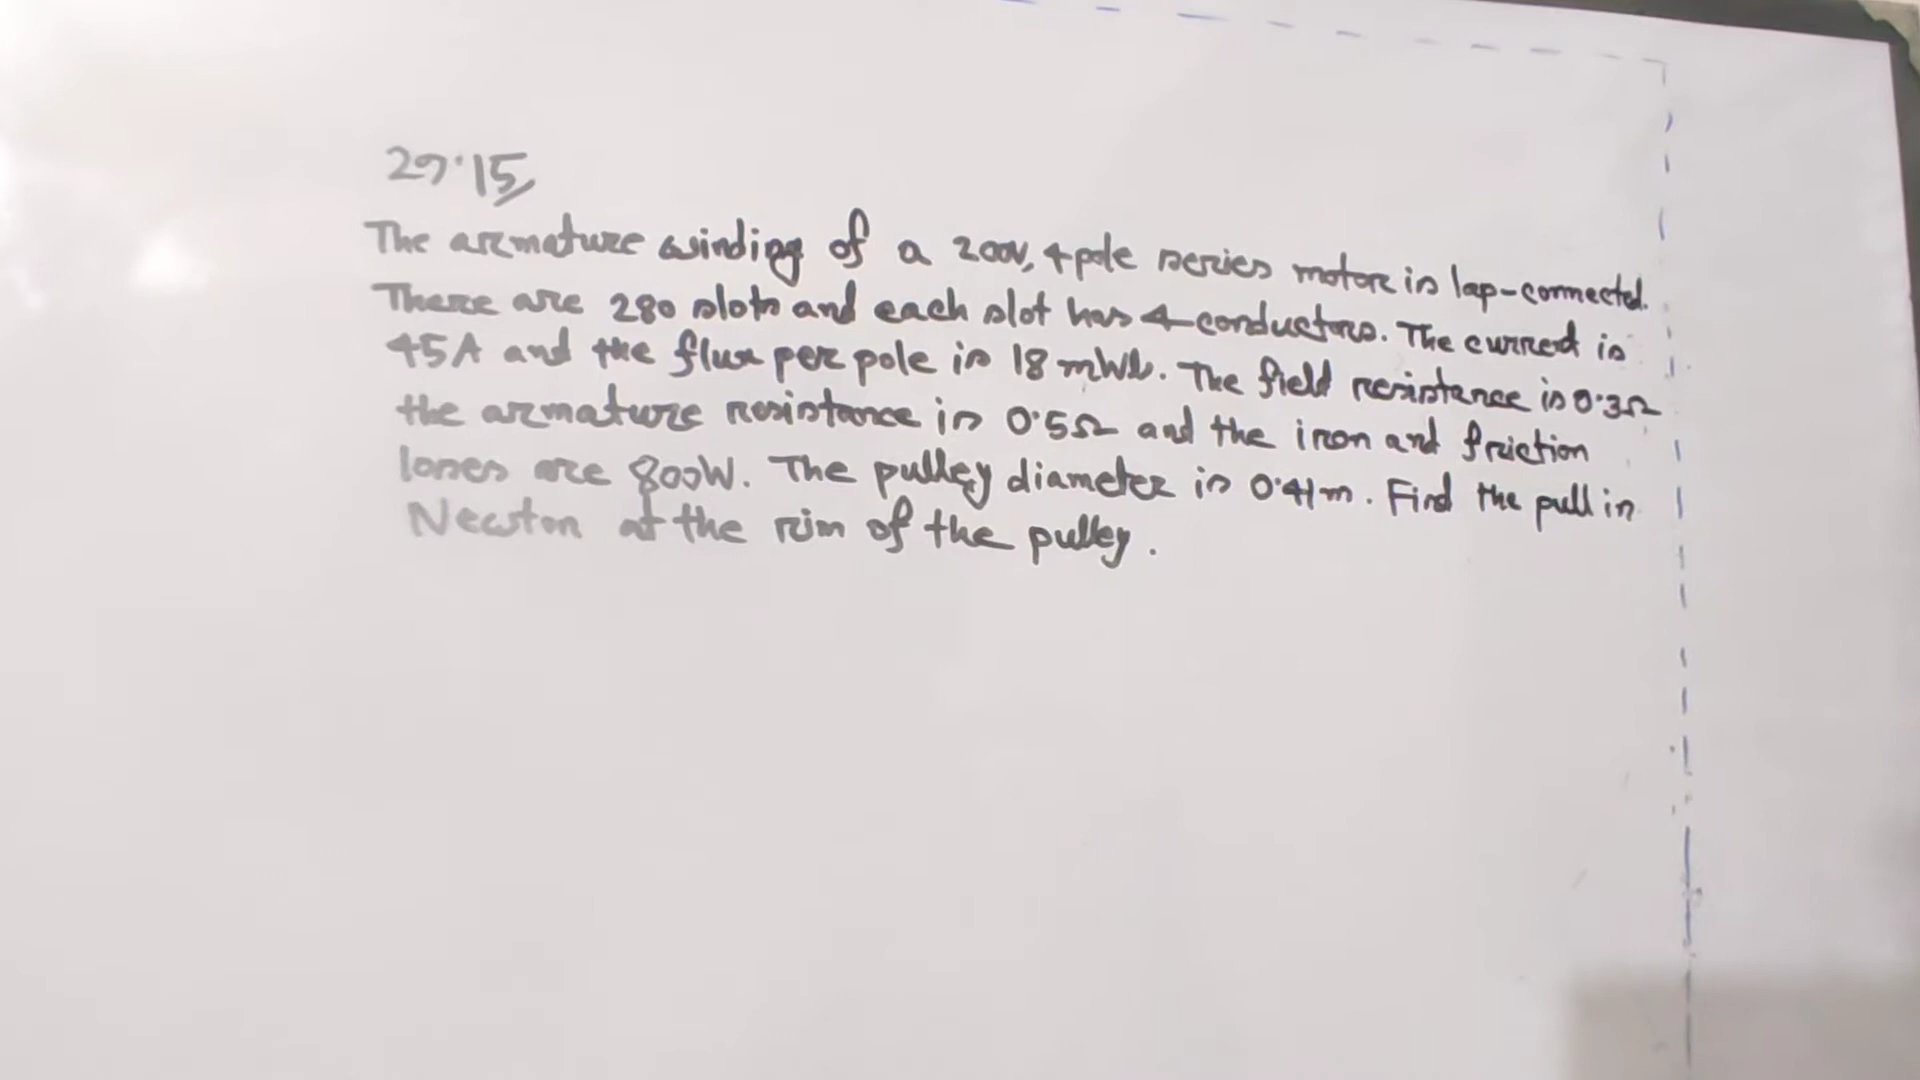 29.15
The armature winding of a 200V, 4 pole series motor is lap-connected.
There are 280 slots and each slot has 4 conductors. The current is
45A and the flux per pole is 18 mWb. The field resistance is 0.3Ω
the armature resistance is 0.5Ω and the iron and friction
losses are 800W. The pulley diameter is 0.41m. Find the pull in
Newton at the rim of the pulley.